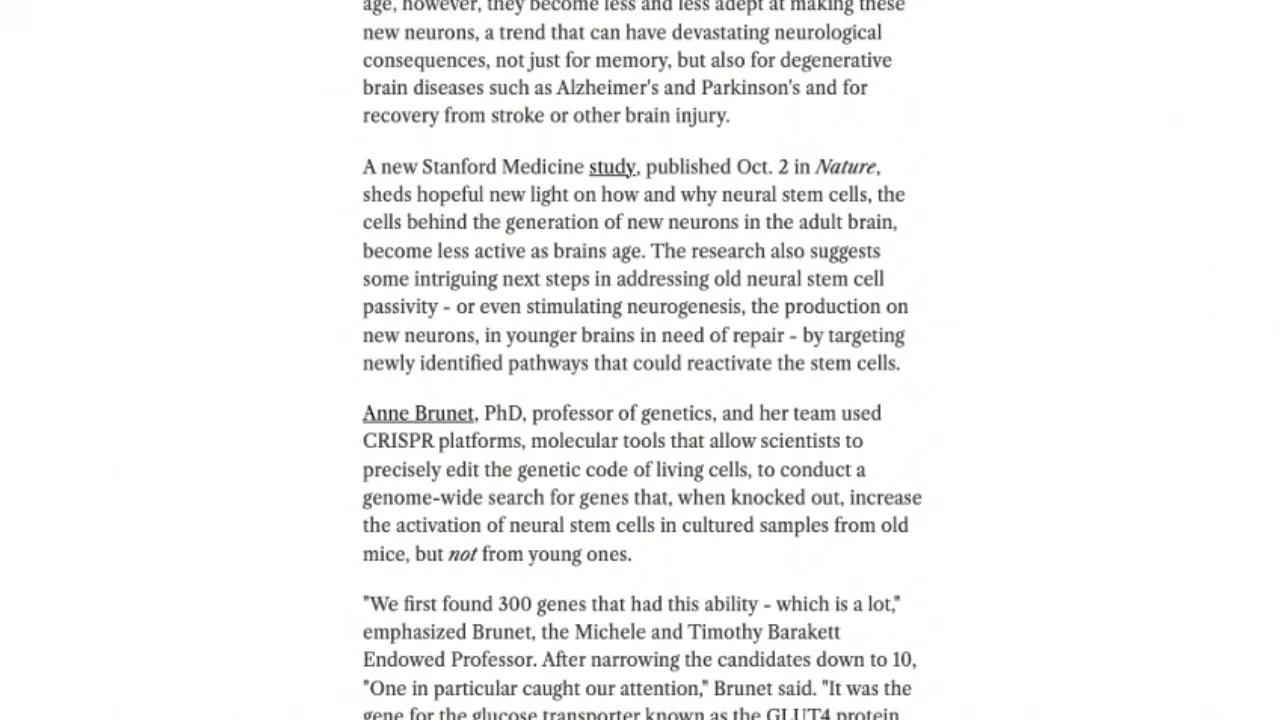 age, however, they become less and less adept at making these
new neurons, a trend that can have devastating neurological
consequences, not just for memory, but also for degenerative
brain diseases such as Alzheimer's and Parkinson's and for
recovery from stroke or other brain injury.
A new Stanford Medicine study, published Oct. 2 in Nature,
sheds hopeful new light on how and why neural stem cells, the
cells behind the generation of new neurons in the adult brain,
become less active as brains age. The research also suggests
some intriguing next steps in addressing old neural stem cell
passivity - or even stimulating neurogenesis, the production on
new neurons, in younger brains in need of repair - by targeting
newly identified pathways that could reactivate the stem cells.
Anne Brunet, PhD, professor of genetics, and her team used
CRISPR platforms, molecular tools that allow scientists to
precisely edit the genetic code of living cells, to conduct a
genome-wide search for genes that, when knocked out, increase
the activation of neural stem cells in cultured samples from old
mice, but not from young ones.
"We first found 300 genes that had this ability - which is a lot,"
emphasized Brunet, the Michele and Timothy Barakett
Endowed Professor. After narrowing the candidates down to 10,
"One in particular caught our attention," Brunet said. "It was the
gene for the glucose transporter known as the GLUT4 protein